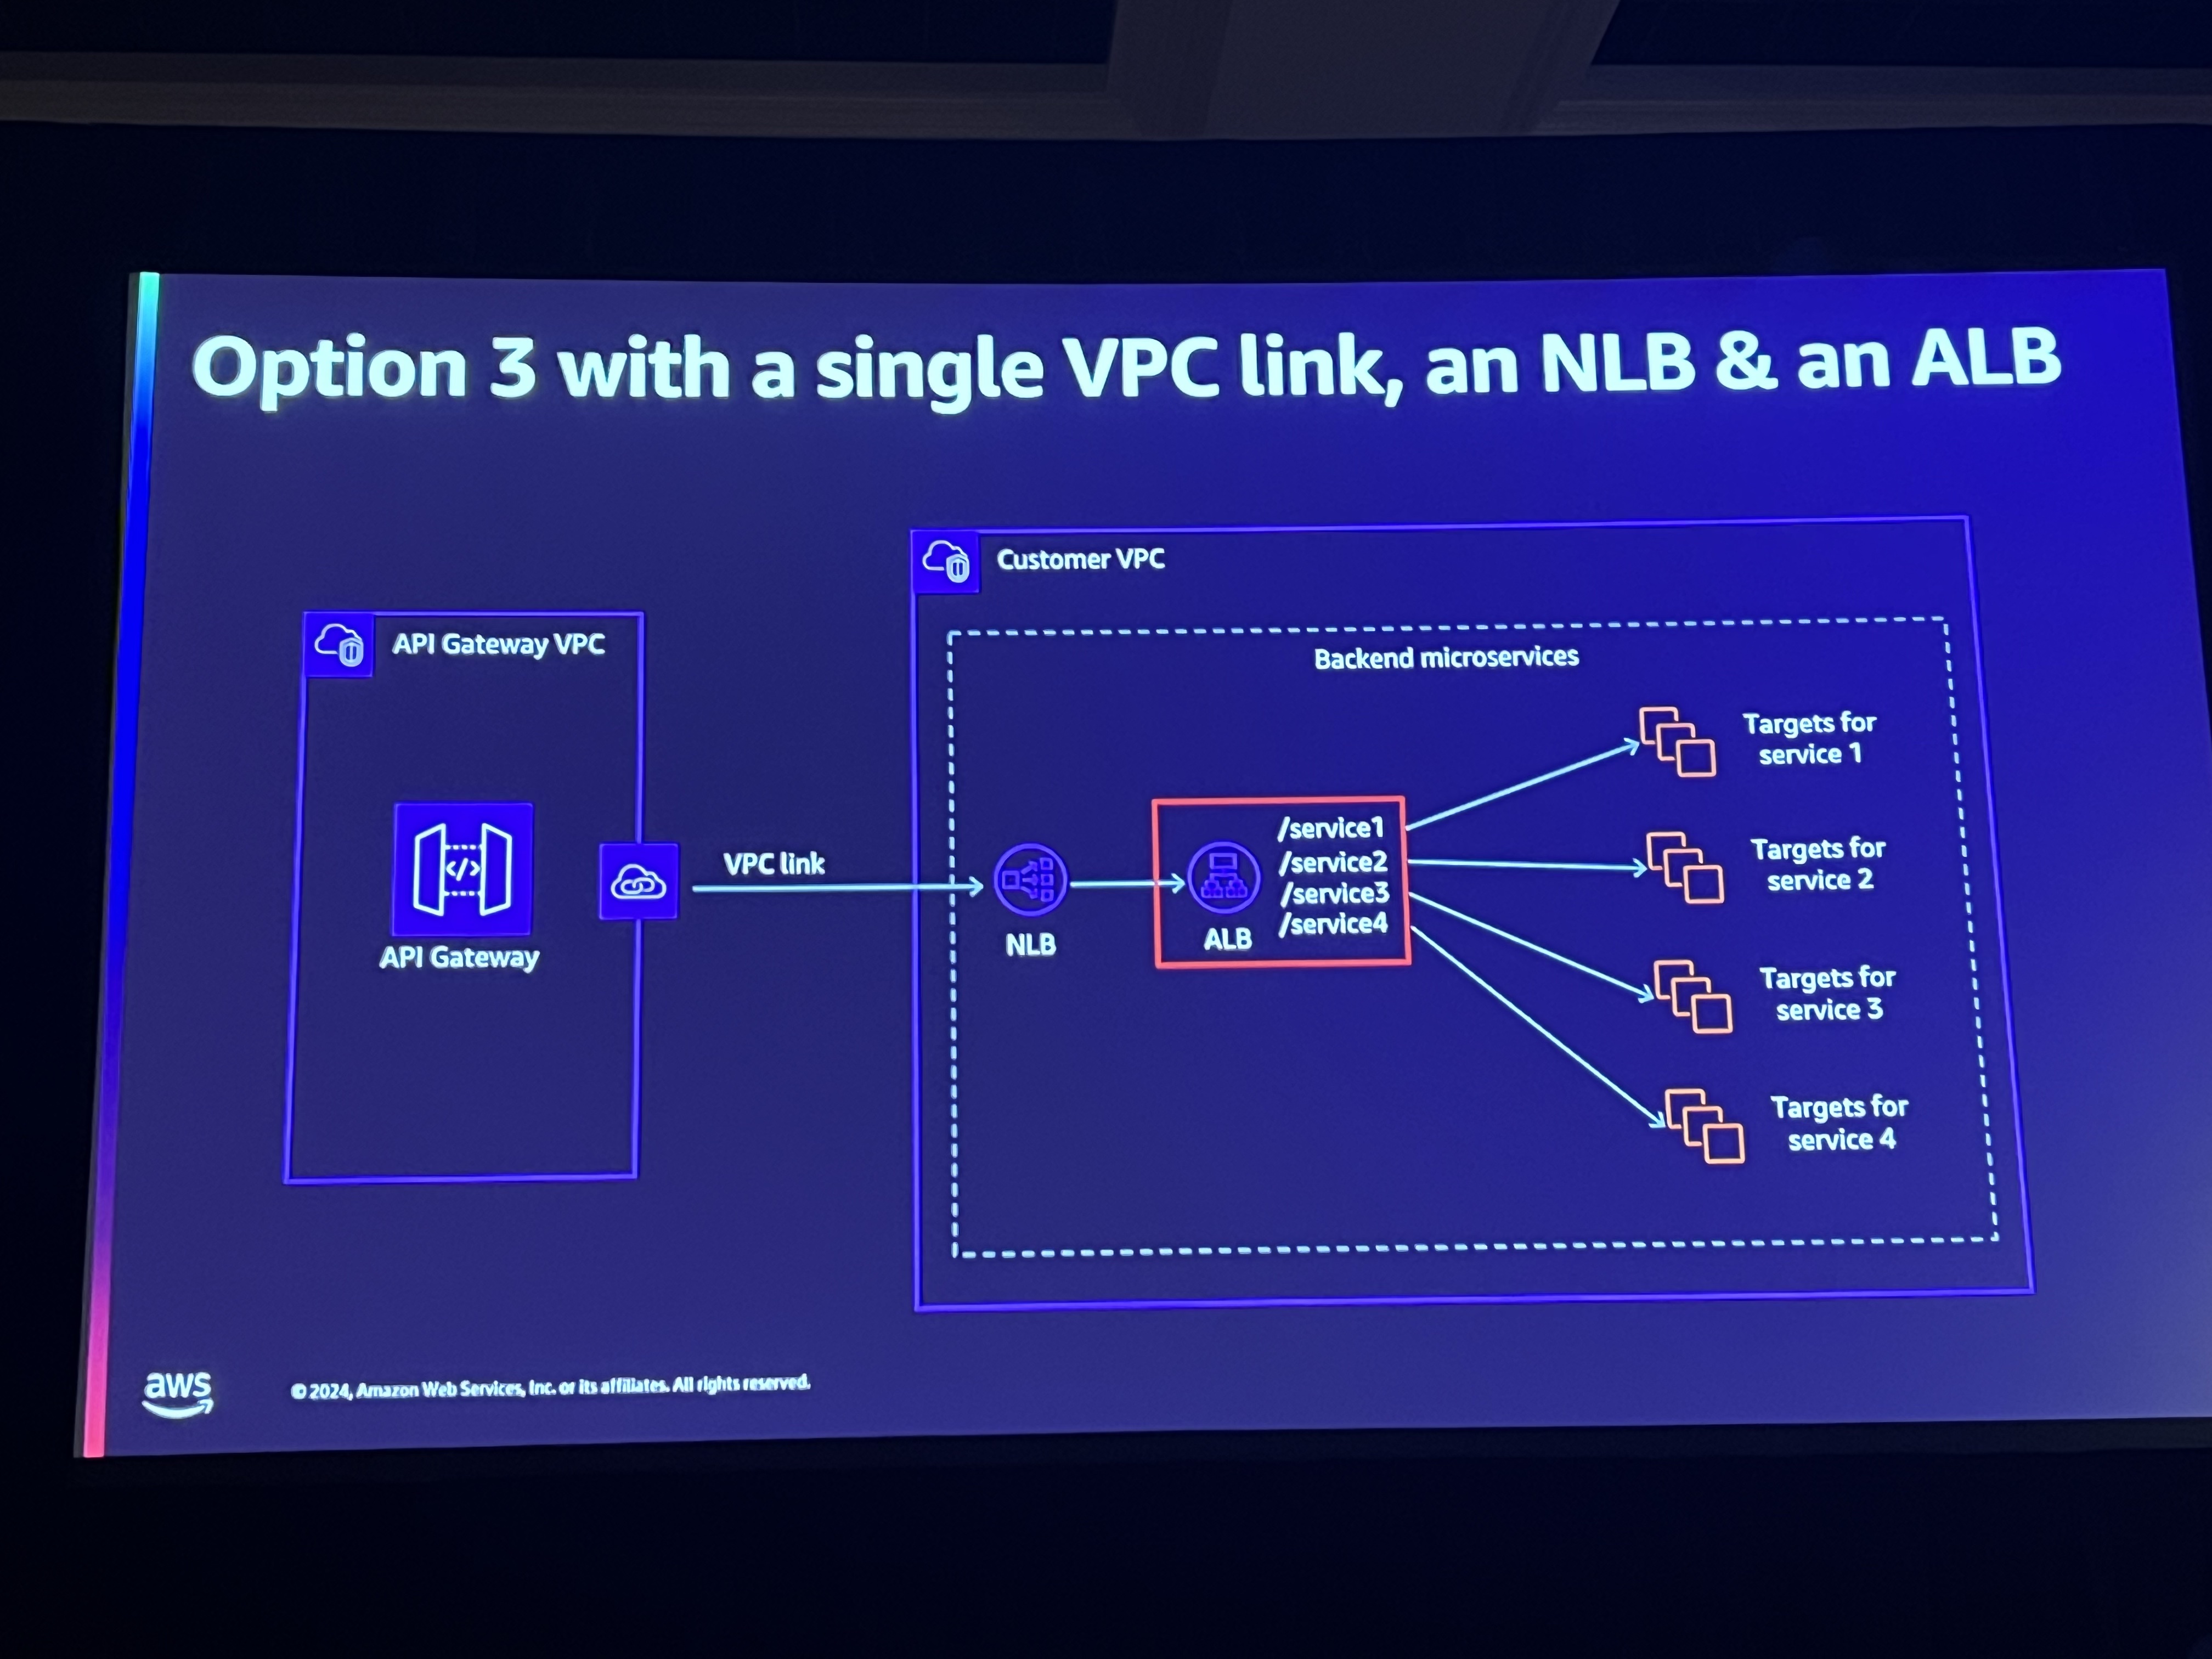 Option 3 with a single VPC link, an NLB & an ALB
Customer VPC
API Gateway VPC
Backend microservices
Targets for
service 1
/service1
/service2
/service3
/service4
Targets for
service 2
VPC link
NLB
ALB
API Gateway
Targets for
service 3
Targets for
service 4
aws
© 2024, Amazon Web Services, Inc. or its affiliates. All rights reserved.